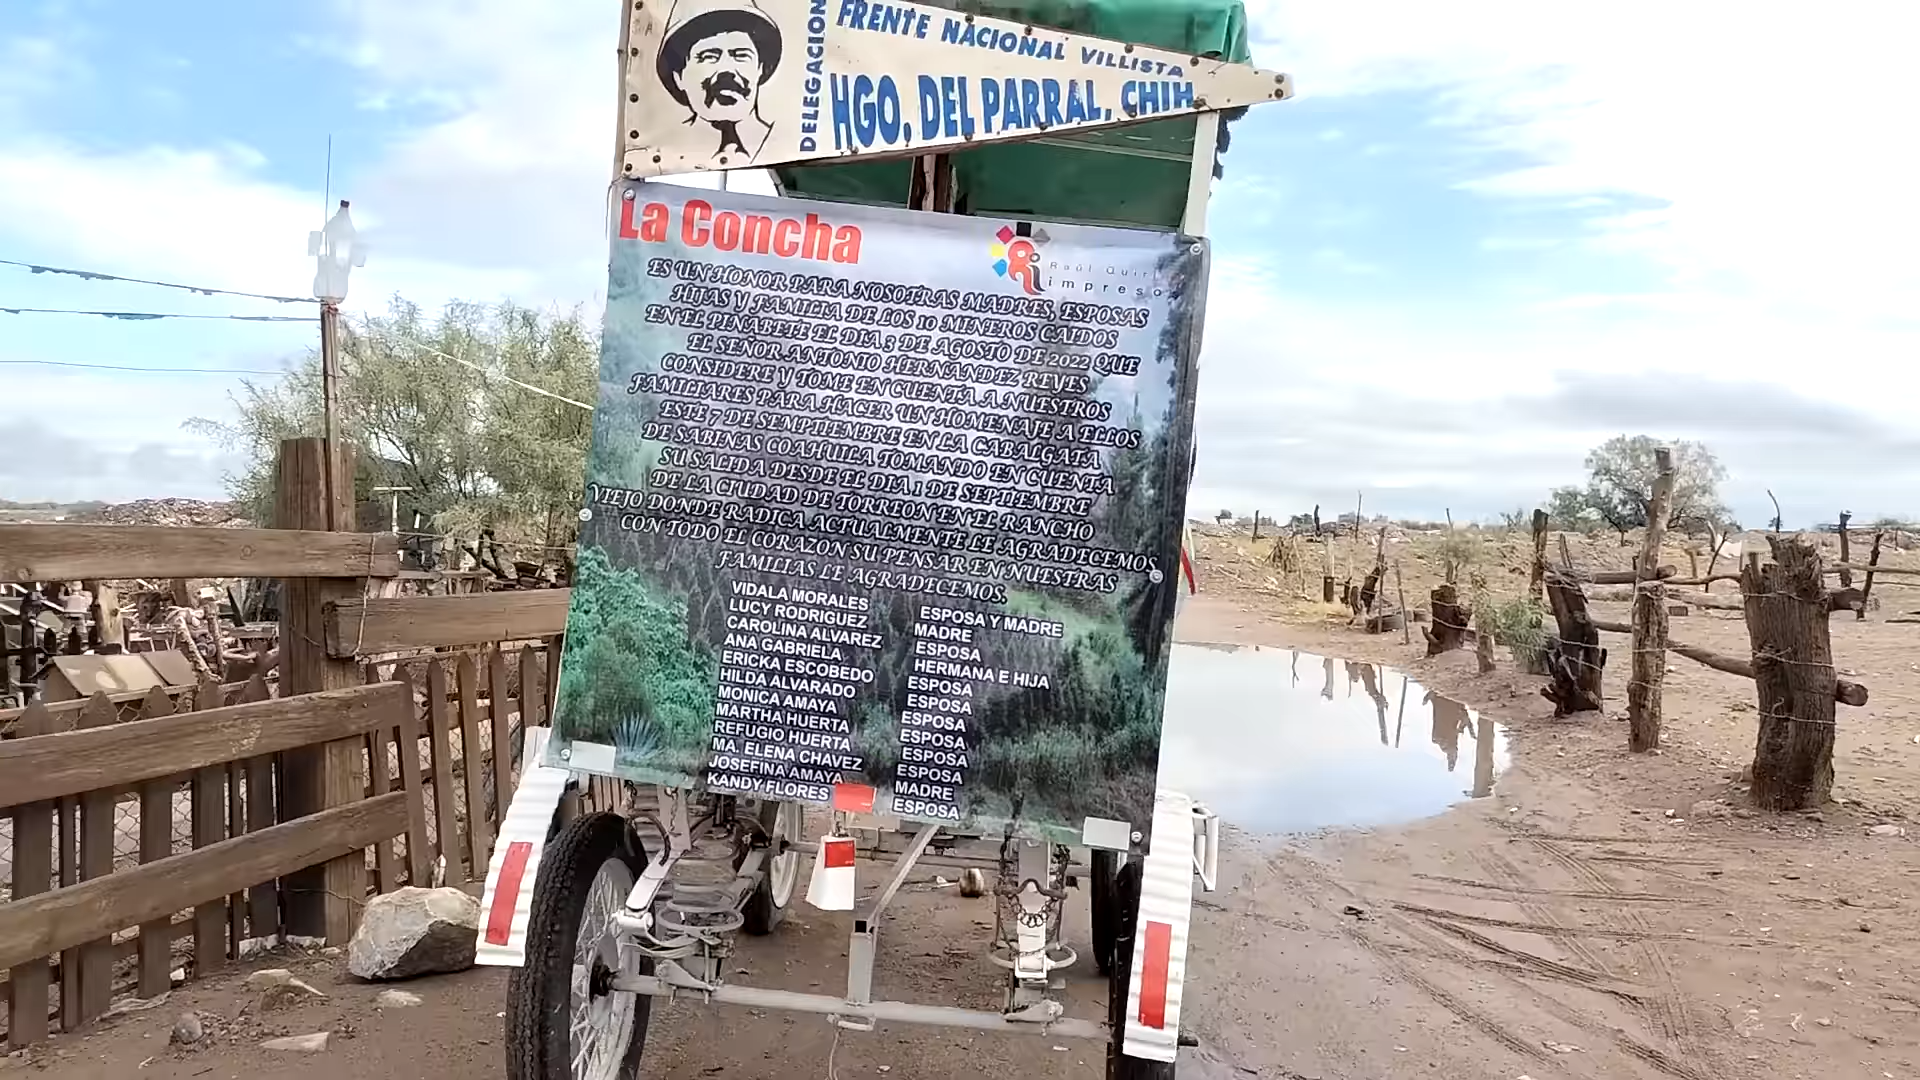 DELEGACION
FRENTE NACIONAL VILLISTA
HGO. DEL PARRAL, CHIH
La Concha
Raúl Quiri
impreso
ES UN HONOR PARA NOSOTRAS MADRES, ESPOSAS
HIJAS Y FAMILIA DE LOS 10 MINEROS CAIDOS
EN EL PINABETE EL DIA 3 DE AGOSTO DE 2022 QUE
EL SEÑOR ANTONIO HERNANDEZ REYES
CONSIDERE Y TOME EN CUENTA A NUESTROS
FAMILIARES PARA HACER UN HOMENAJE A ELLOS
ESTE 7 DE SEMPTIEMBRE EN LA CABALGATA
DE SABINAS COAHUILA TOMANDO EN CUENTA
SU SALIDA DESDE EL DIA 1 DE SEPTIEMBRE
DE LA CIUDAD DE TORREON EN EL RANCHO
VIEJO DONDE RADICA ACTUALMENTE LE AGRADECEMOS
CON TODO EL CORAZON SU PENSAR EN NUESTRAS
FAMILIAS LE AGRADECEMOS.
VIDALA MORALES ESPOSA Y MADRE
LUCY RODRIGUEZ MADRE
CAROLINA ALVAREZ ESPOSA
ANA GABRIELA HERMANA E HIJA
ERICKA ESCOBEDO ESPOSA
HILDA ALVARADO ESPOSA
MONICA AMAYA ESPOSA
MARTHA HUERTA ESPOSA
REFUGIO HUERTA ESPOSA
MA. ELENA CHAVEZ ESPOSA
JOSEFINA AMAYA MADRE
KANDY FLORES ESPOSA